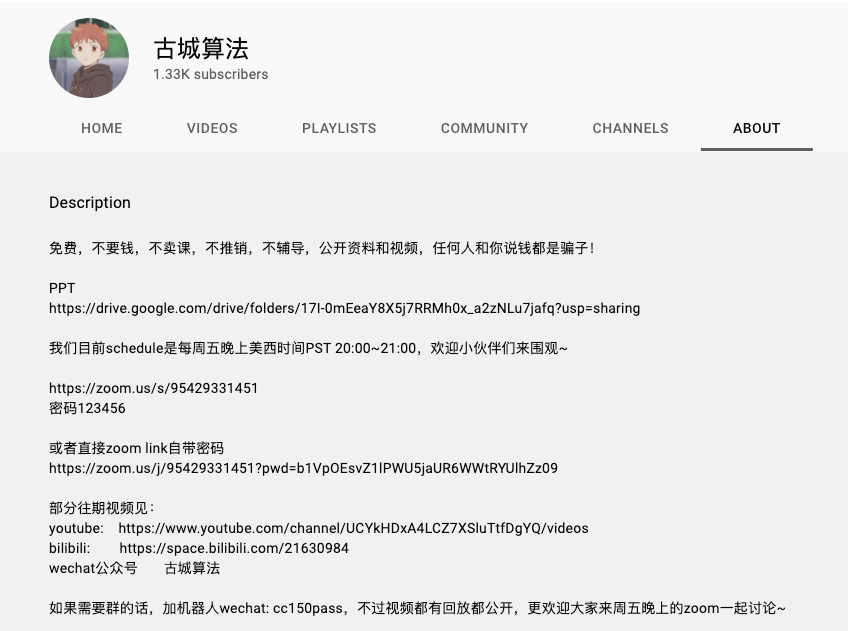 古城算法
1.33K subscribers
HOME VIDEOS PLAYLISTS COMMUNITY CHANNELS ABOUT
Description
免费，不要钱，不卖课，不推销，不辅导，公开资料和视频，任何人和你说钱都是骗子！
PPT
https://drive.google.com/drive/folders/17I-0mEeaY8X5j7RRMh0x_a2zNLu7jafq?usp=sharing
我们目前schedule是每周五晚上美西时间PST 20:00~21:00，欢迎小伙伴们来围观~
https://zoom.us/s/95429331451
密码123456
或者直接zoom link自带密码
https://zoom.us/j/95429331451?pwd=b1VpOEsvZ1lPWU5jaUR6WWtRYUlhZz09
部分往期视频见：
youtube: https://www.youtube.com/channel/UCYkHDxA4LCZ7XSluTtfDgYQ/videos
bilibili: https://space.bilibili.com/21630984
wechat公众号 古城算法
如果需要群的话，加机器人wechat: cc150pass，不过视频都有回放都公开，更欢迎大家来周五晚上的zoom一起讨论~